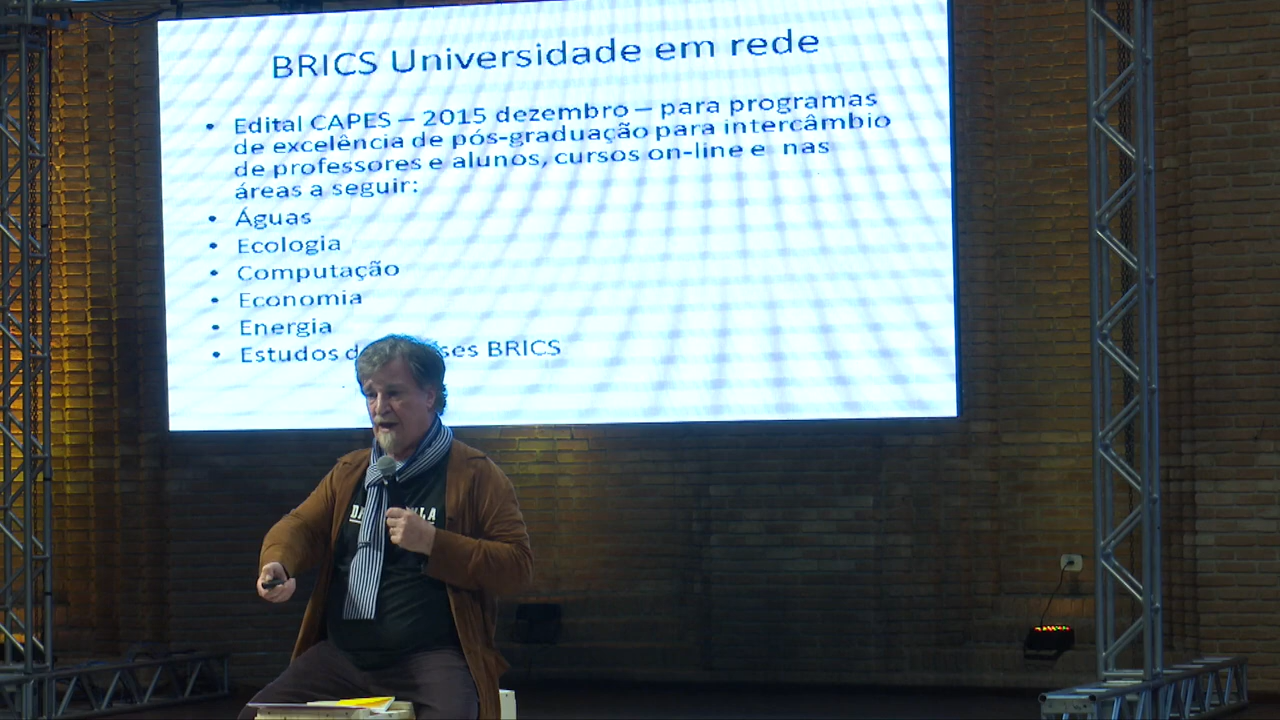 BRICS Universidade em rede
• Edital CAPES – 2015 dezembro – para programas
de excelência de pós-graduação para intercâmbio
de professores e alunos, cursos on-line e nas
áreas a seguir:
• Águas
• Ecologia
• Computação
• Economia
• Energia
• Estudos BRICS